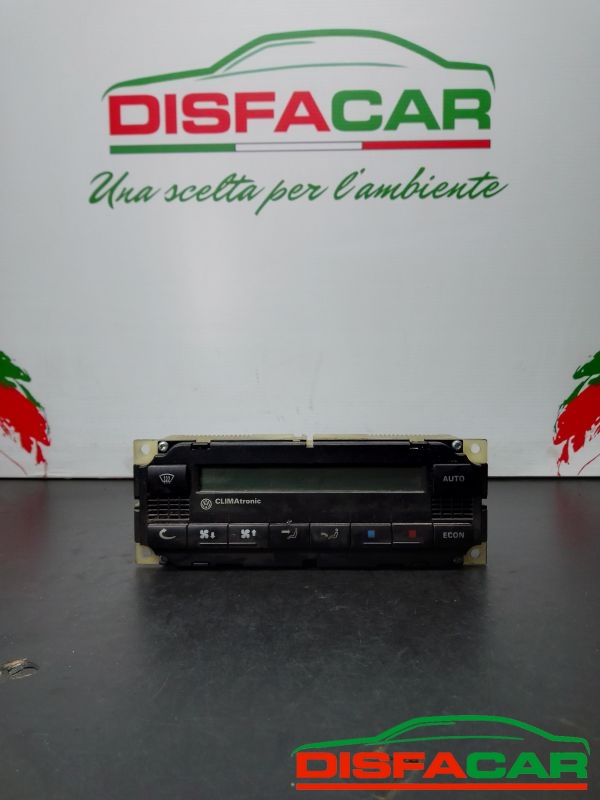 DISFACAR
Una scelta per l'ambiente
AUTO
CLIMAtronic
ECON
DISFACAR